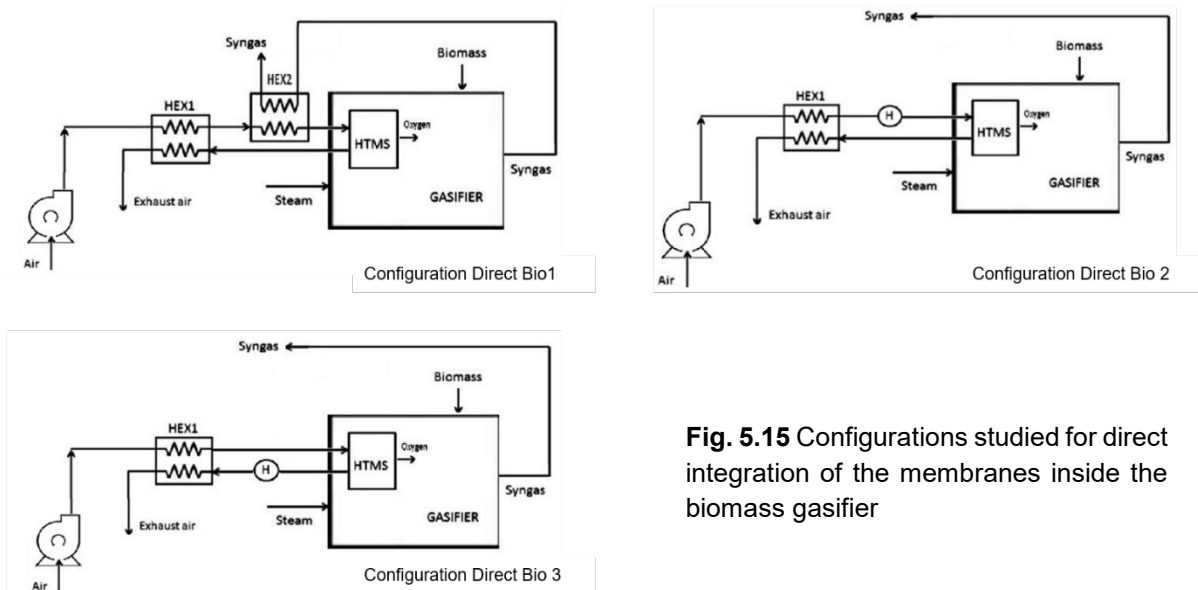 Syngas
Biomass
HEX2
HEX1
HTMS
Oxygen
Syngas
Exhaust air
Steam
GASIFIER
C
Air
Configuration Direct Bio1
Syngas
Biomass
HEX1
H
HTMS
Oxygen
Syngas
Steam
GASIFIER
Exhaust air
C
Air
Configuration Direct Bio 2
Syngas
Biomass
HEX1
HTMS
Oxygen
H
Syngas
Exhaust air
Steam
GASIFIER
C
Air
Configuration Direct Bio 3
Fig. 5.15 Configurations studied for direct
integration of the membranes inside the
biomass gasifier